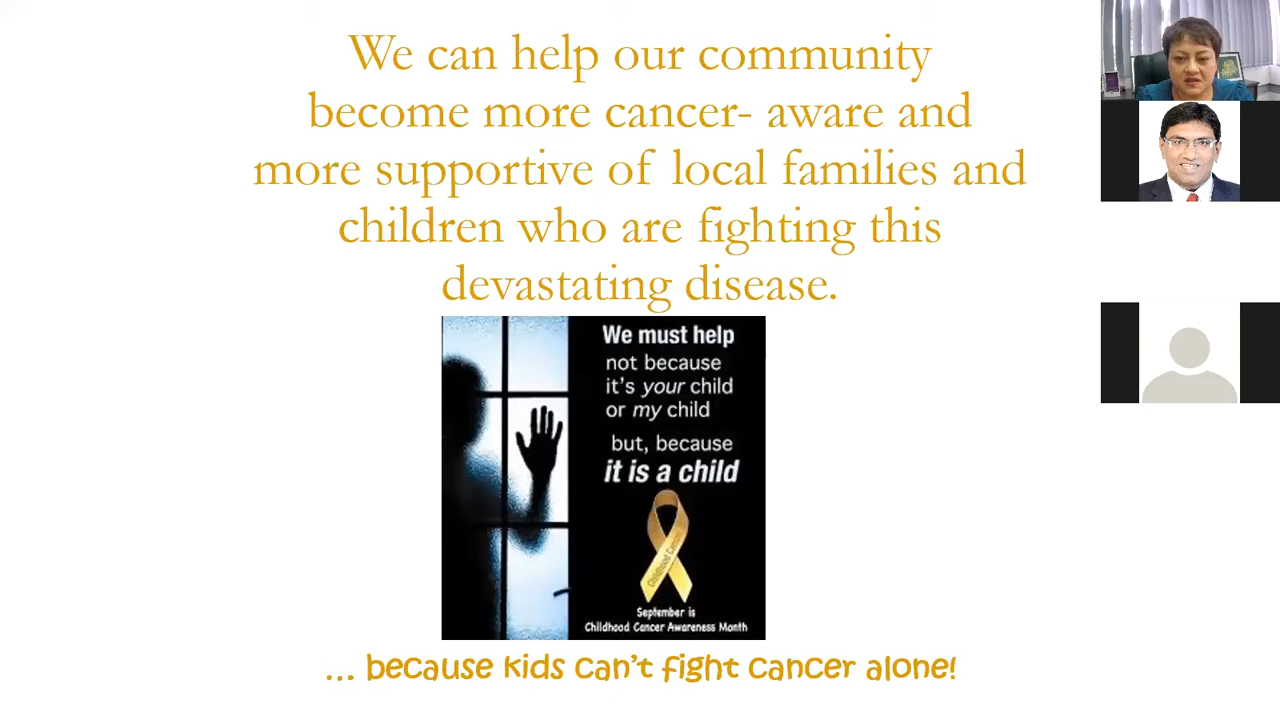 We can help our community
become more cancer- aware and
more supportive of local families and
children who are fighting this
devastating disease.
We must help
not because
it's your child
or my child
but, because
it is a child
Childhood Cancer
September is
Childhood Cancer Awareness Month
... because kids can't fight cancer alone!